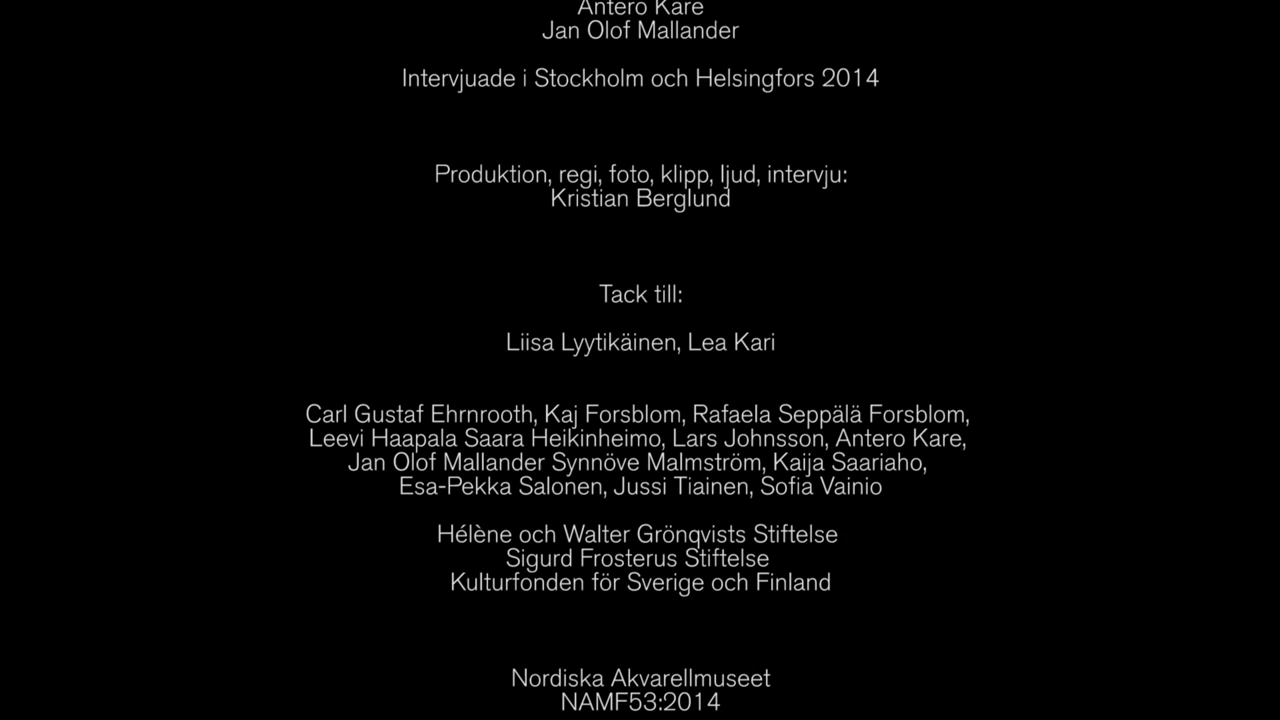 Antero Kare
Jan Olof Mallander
Intervjuade i Stockholm och Helsingfors 2014
Produktion, regi, foto, klipp, ljud, intervju:
Kristian Berglund
Tack till:
Liisa Lyytikäinen, Lea Kari
Carl Gustaf Ehrnrooth, Kaj Forsblom, Rafaela Seppälä Forsblom,
Leevi Haapala Saara Heikinheimo, Lars Johnsson, Antero Kare,
Jan Olof Mallander Synnöve Malmström, Kaija Saariaho,
Esa-Pekka Salonen, Jussi Tiainen, Sofia Vainio
Hélène och Walter Grönqvists Stiftelse
Sigurd Frosterus Stiftelse
Kulturfonden för Sverige och Finland
Nordiska Akvarellmuseet
NAMF53:2014